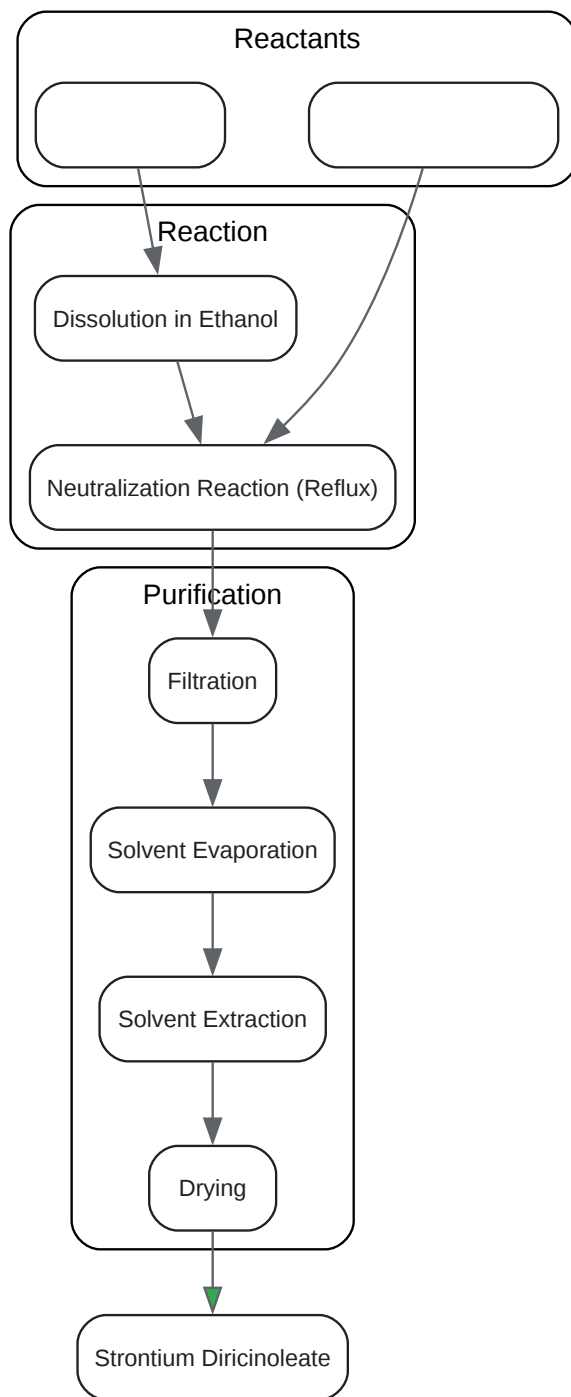 Reactants
Reaction
Dissolution in Ethanol
Neutralization Reaction (Reflux)
Purification
Filtration
Solvent Evaporation
Solvent Extraction
Drying
Strontium Diricinoleate